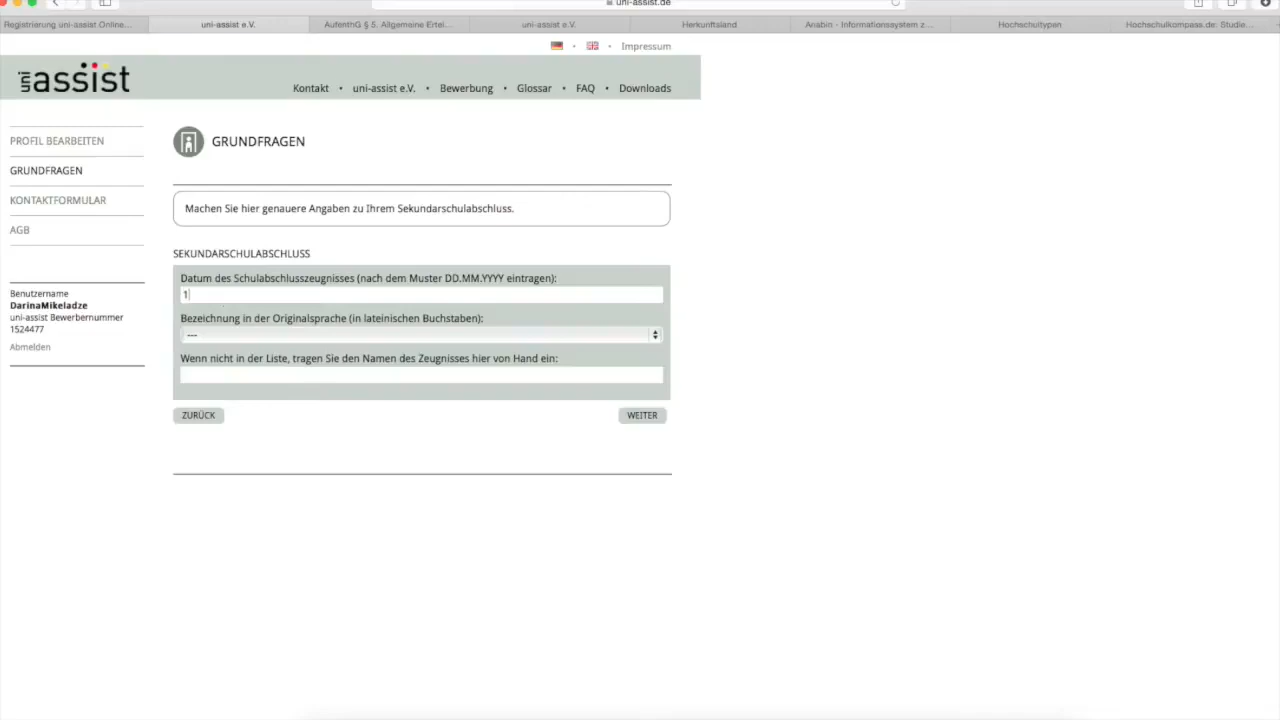 uni-assist.de
Registrierung uni-assist Online...
uni-assist e.V.
AufenthG § 5. Allgemeine Ertei...
uni-assist e.V.
Herkunftsland
Anabin - Informationssystem z...
Hochschultypen
Hochschulkompass.de: Studie...
Impressum
uni assist
Kontakt • uni-assist e.V. • Bewerbung • Glossar • FAQ • Downloads
PROFIL BEARBEITEN
GRUNDFRAGEN
KONTAKTFORMULAR
AGB
Benutzername
DarinaMikeladze
uni-assist Bewerbernummer
1524477
Abmelden
GRUNDFRAGEN
Machen Sie hier genauere Angaben zu Ihrem Sekundarschulabschluss.
SEKUNDARSCHULABSCHLUSS
Datum des Schulabschlusszeugnisses (nach dem Muster DD.MM.YYYY eintragen):
1
Bezeichnung in der Originalsprache (in lateinischen Buchstaben):
---
Wenn nicht in der Liste, tragen Sie den Namen des Zeugnisses hier von Hand ein:
ZURÜCK
WEITER